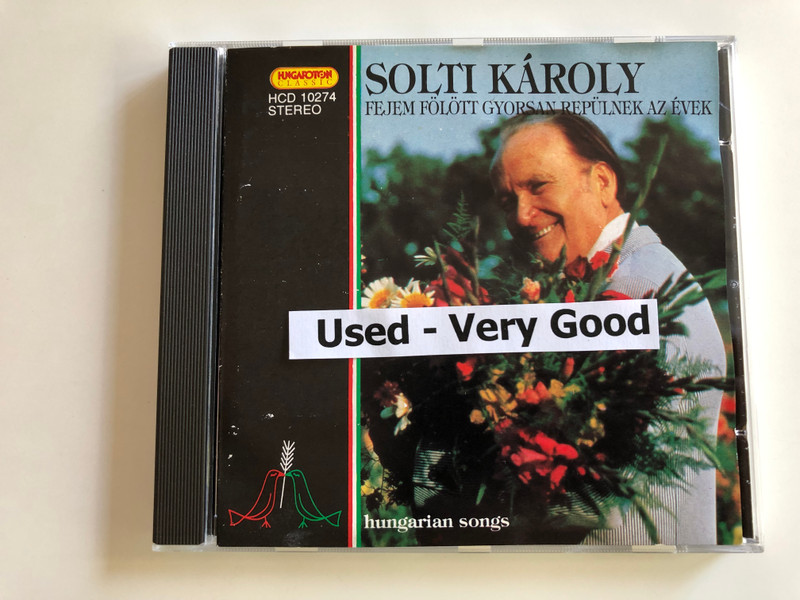 HUNGAROTON
CLASSIC
HCD 10274
STEREO
SOLTI KÁROLY
FEJEM FÖLÖTT GYORSAN REPÜLNEK AZ ÉVEK
Used - Very Good
hungarian songs